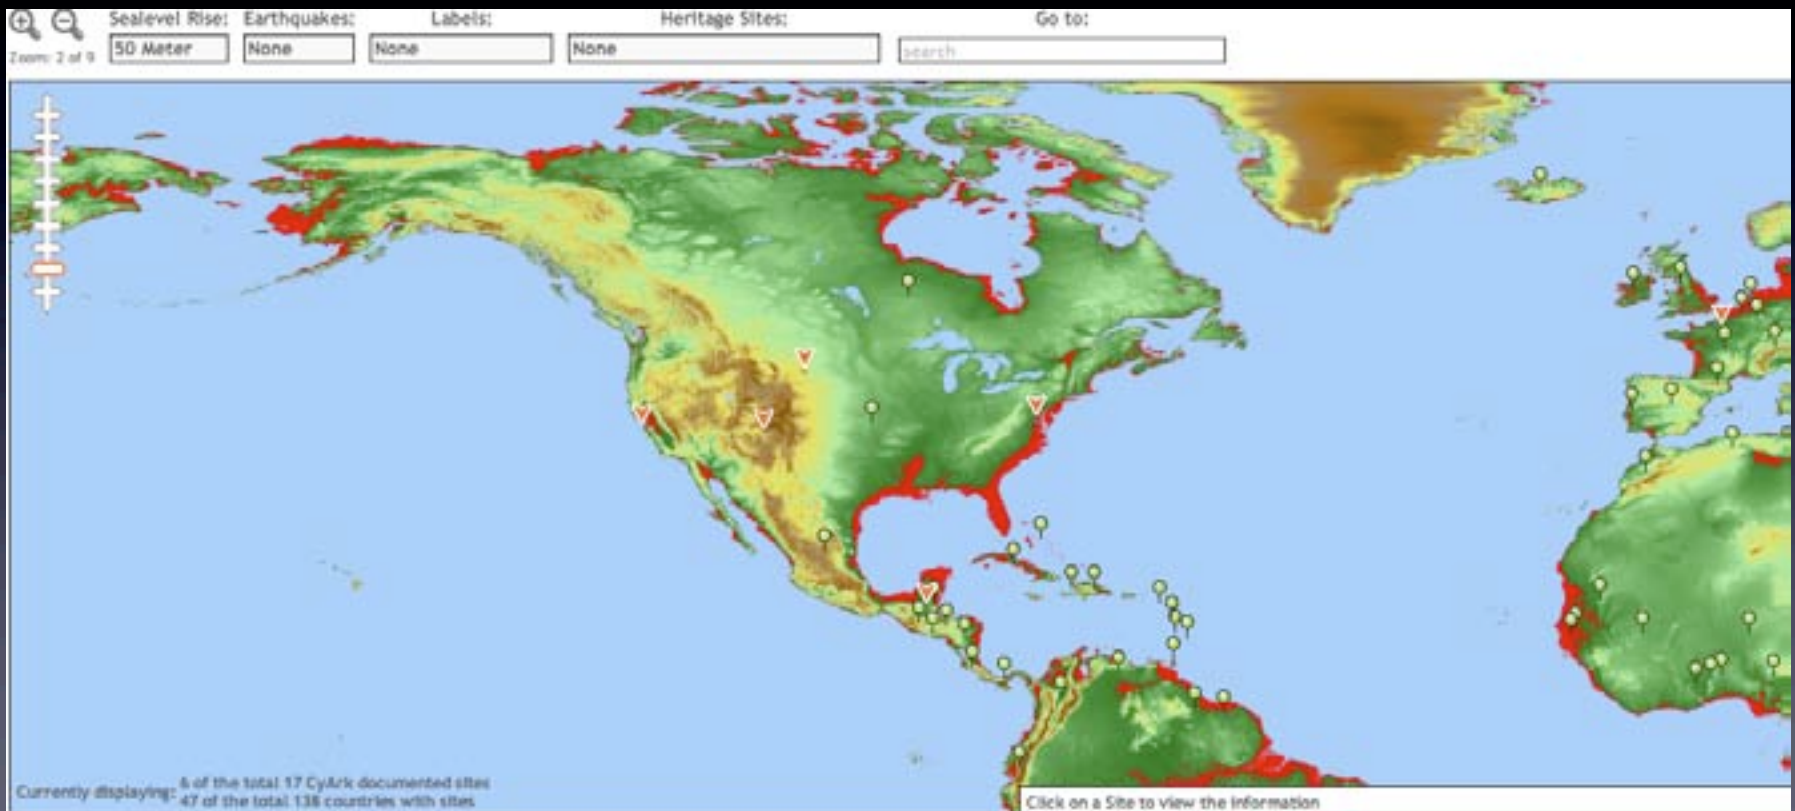 Sealevel Rise: Earthquakes: Labels: Heritage Sites: Go to:
50 Meter None None None search
Zoom: 2 of 9
Currently displaying: 6 of the total 17 CyArk documented sites
47 of the total 138 countries with sites
Click on a Site to view the information